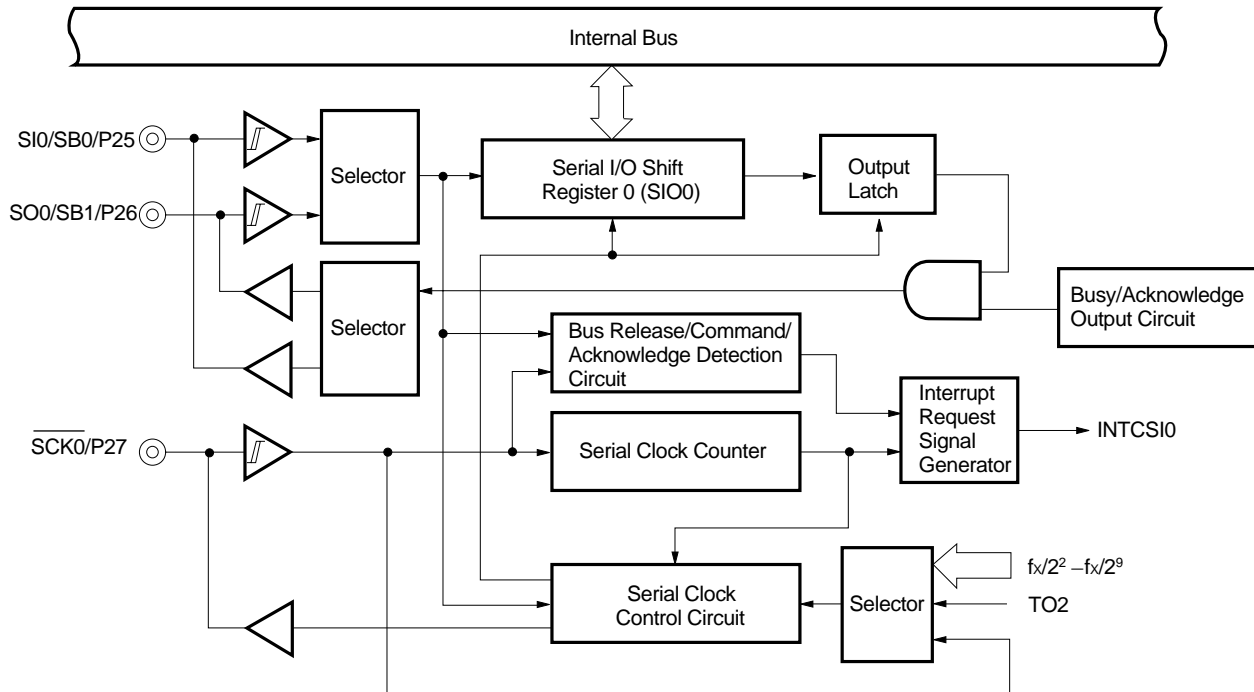 Internal Bus
SI0/SB0/P25
Selector
Serial I/O Shift
Register 0 (SIO0)
Output
Latch
SO0/SB1/P26
Selector
Busy/Acknowledge
Output Circuit
Bus Release/Command/
Acknowledge Detection
Circuit
Interrupt
Request
Signal
Generator
INTCSI0
SCK0/P27
Serial Clock Counter
Serial Clock
Control Circuit
Selector
fX/2² –fX/2⁹
TO2